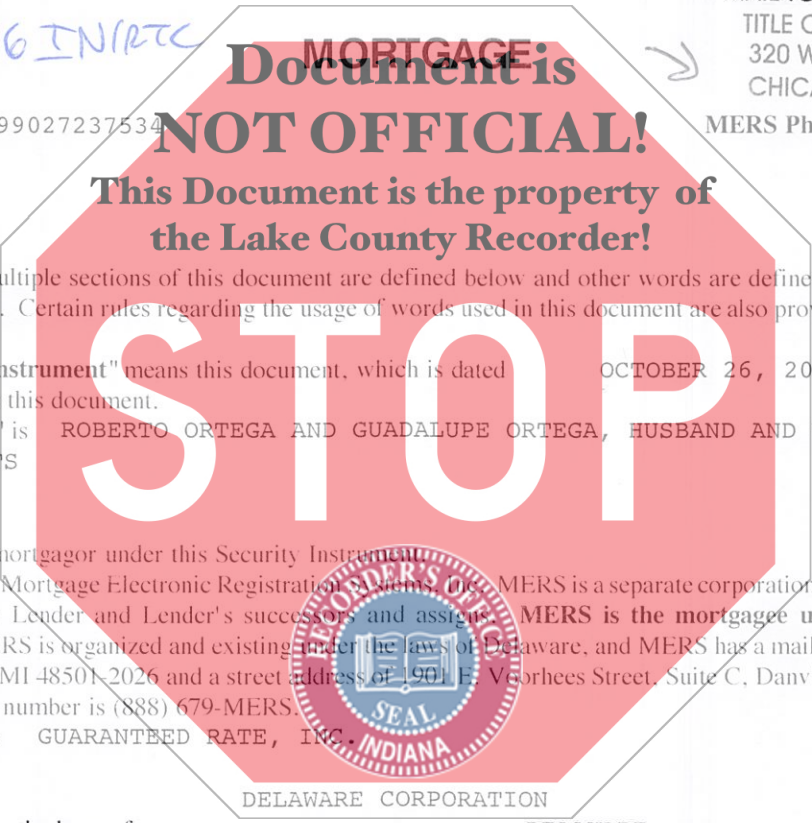 6 IN/RTC
MORTGAGE
TITLE
320 W
CHICA
99027237534
MERS Ph
Document is
NOT OFFICIAL!
This Document is the property of
the Lake County Recorder!
ultiple sections of this document are defined below and other words are define
. Certain rules regarding the usage of words used in this document are also pro
nstrument" means this document, which is dated OCTOBER 26, 20
this document.
" is ROBERTO ORTEGA AND GUADALUPE ORTEGA, HUSBAND AND
STOP
mortgagor under this Security Instrument.
Mortgage Electronic Registration Systems, Inc. MERS is a separate corporation
Lender and Lender's successors and assigns. MERS is the mortgagee u
RS is organized and existing under the laws of Delaware, and MERS has a mail
MI 48501-2026 and a street address of 1901 E. Voorhees Street, Suite C, Danv
number is (888) 679-MERS.
GUARANTEED RATE, INC.
RECORDER'S OFFICE
SEAL
INDIANA
DELAWARE CORPORATION